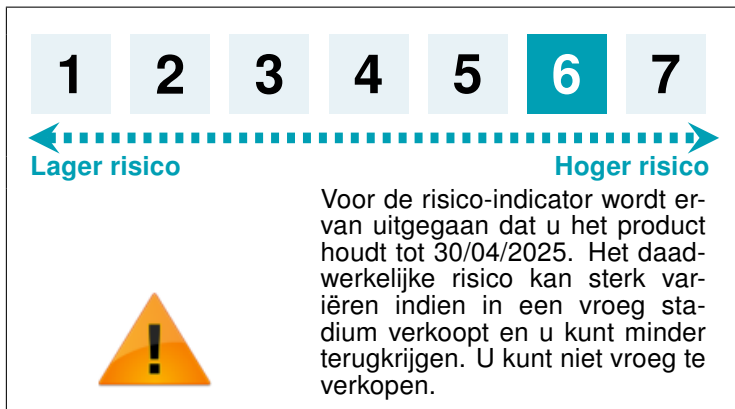 1 2 3 4 5 6 7
Lager risico Hoger risico
Voor de risico-indicator wordt er-
van uitgegaan dat u het product
houdt tot 30/04/2025. Het daad-
werkelijke risico kan sterk var-
iëren indien in een vroeg sta-
dium verkoopt en u kunt minder
terugkrijgen. U kunt niet vroeg te
verkopen.
!